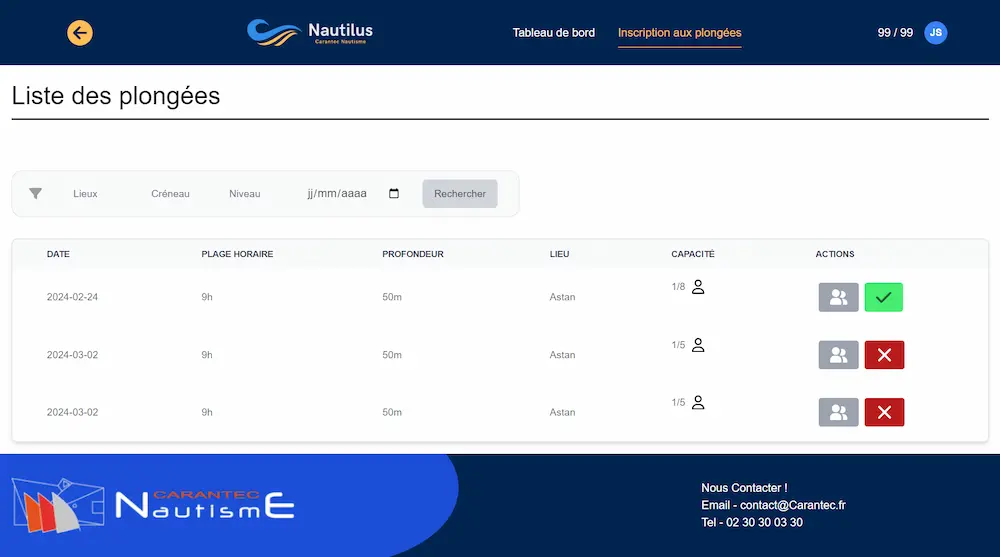 Nautilus
Carantec Nautisme
Tableau de bord
Inscription aux plongées
99 / 99
JS
Liste des plongées
Lieux
Créneau
Niveau
jj/mm/aaaa
Rechercher
DATE PLAGE HORAIRE PROFONDEUR LIEU CAPACITÉ ACTIONS
2024-02-24 9h 50m Astan 1/8
2024-03-02 9h 50m Astan 1/5
2024-03-02 9h 50m Astan 1/5
CARANTEC
NautismE
Nous Contacter !
Email - contact@Carantec.fr
Tel - 02 30 30 03 30